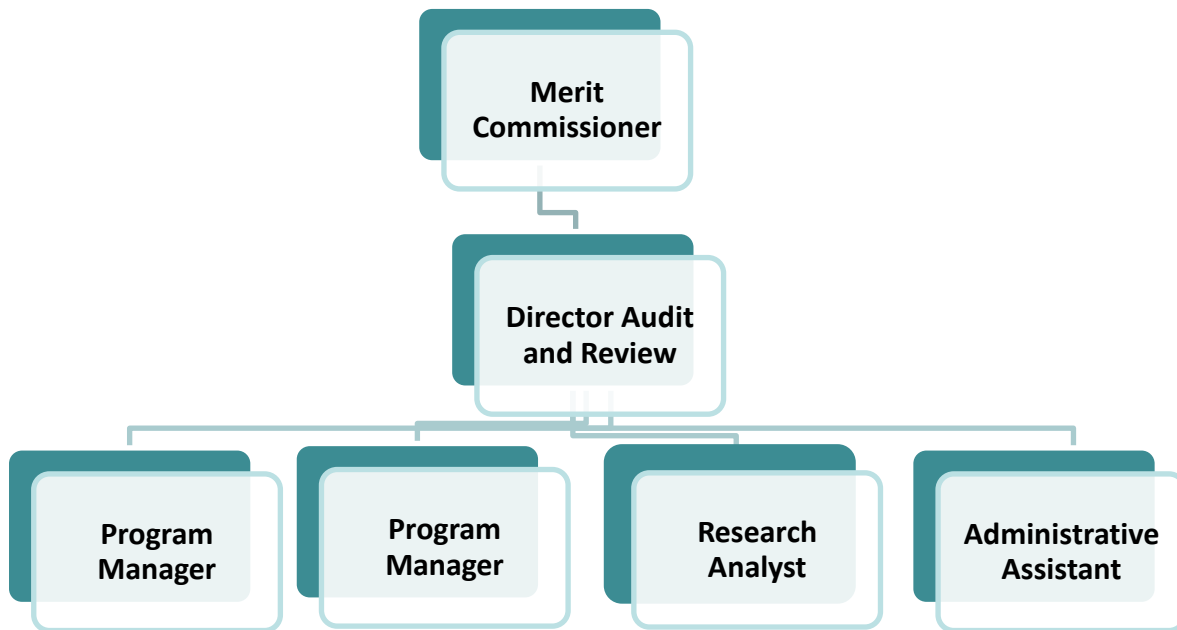 Merit
Commissioner
Director Audit
and Review
Program
Manager
Program
Manager
Research
Analyst
Administrative
Assistant